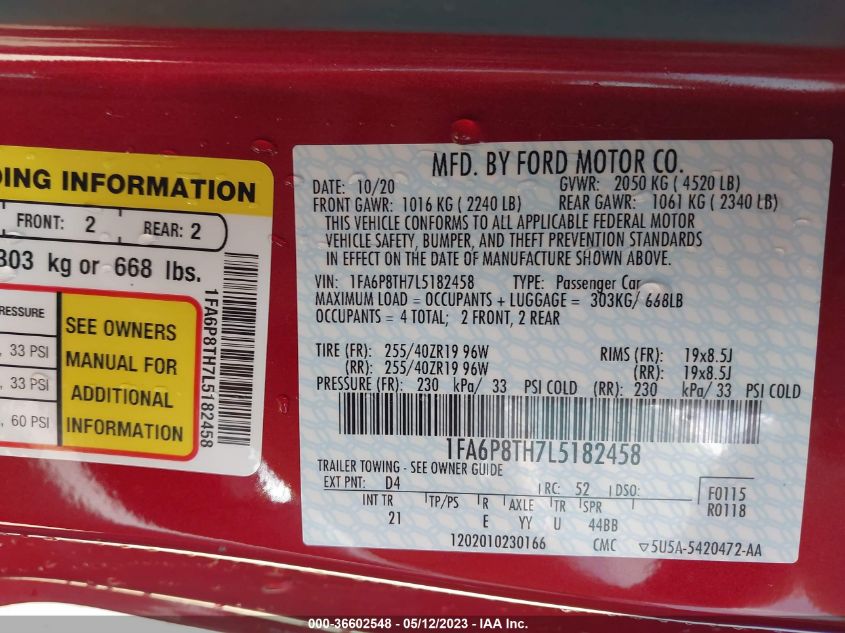 DING INFORMATION
FRONT: 2 REAR: 2
303 kg or 668 lbs.
RESSURE
, 33 PSI
, 33 PSI
, 60 PSI
SEE OWNERS
MANUAL FOR
ADDITIONAL
INFORMATION
1FA6P8TH7L5182458
MFD. BY FORD MOTOR CO.
DATE: 10/20 GVWR: 2050 KG ( 4520 LB)
FRONT GAWR: 1016 KG ( 2240 LB) REAR GAWR: 1061 KG ( 2340 LB)
THIS VEHICLE CONFORMS TO ALL APPLICABLE FEDERAL MOTOR
VEHICLE SAFETY, BUMPER, AND THEFT PREVENTION STANDARDS
IN EFFECT ON THE DATE OF MANUFACTURE SHOWN ABOVE.
VIN: 1FA6P8TH7L5182458 TYPE: Passenger Car
MAXIMUM LOAD = OCCUPANTS + LUGGAGE = 303KG/ 668LB
OCCUPANTS = 4 TOTAL; 2 FRONT, 2 REAR
TIRE (FR): 255/40ZR19 96W RIMS (FR): 19x8.5J
(RR): 255/40ZR19 96W (RR): 19x8.5J
PRESSURE (FR): 230 kPa/ 33 PSI COLD (RR): 230 kPa/ 33 PSI COLD
1FA6P8TH7L5182458
TRAILER TOWING - SEE OWNER GUIDE
EXT PNT: D4 RC: 52 DSO: F0115
INT TR TP/PS R AXLE TR SPR R0118
21 E YY U 44BB
1202010230166 CMC ▽5U5A-5420472-AA
000-36602548 - 05/12/2023 - IAA Inc.